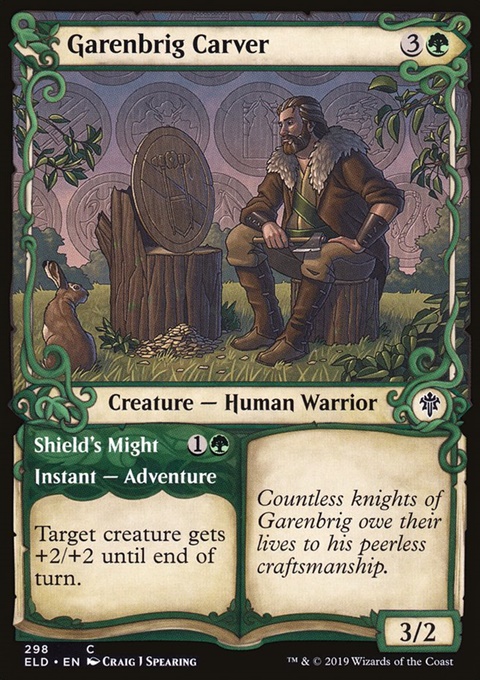 Garenbrig Carver 3
Creature — Human Warrior
Shield's Might 1
Instant — Adventure
Target creature gets
+2/+2 until end of
turn.
Countless knights of
Garenbrig owe their
lives to his peerless
craftsmanship.
3/2
298 C
ELD • EN Craig J Spearing
™ & © 2019 Wizards of the Coast